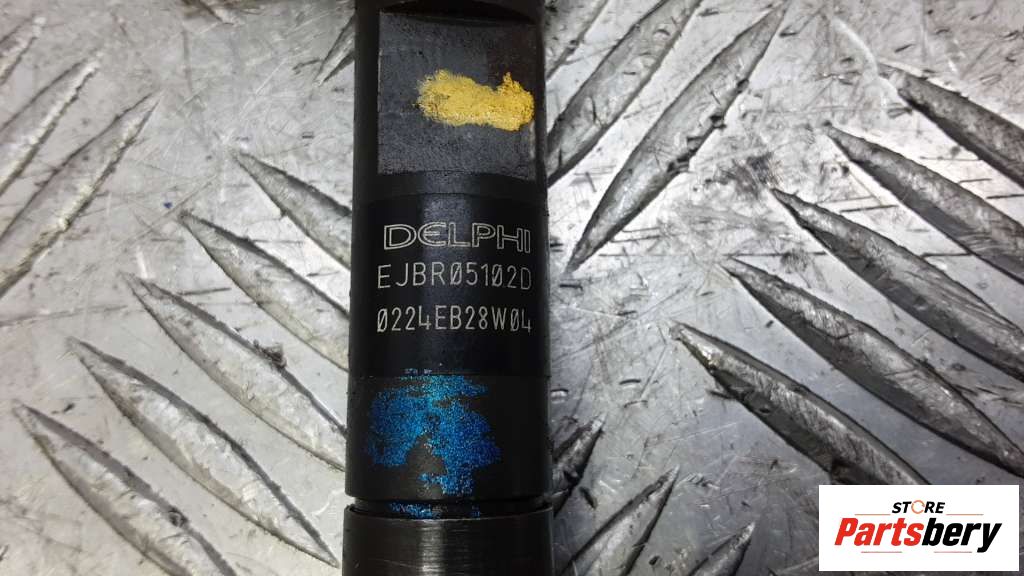 DELPHI
EJBR05102D
0224EB28W04
STORE
Partsbery